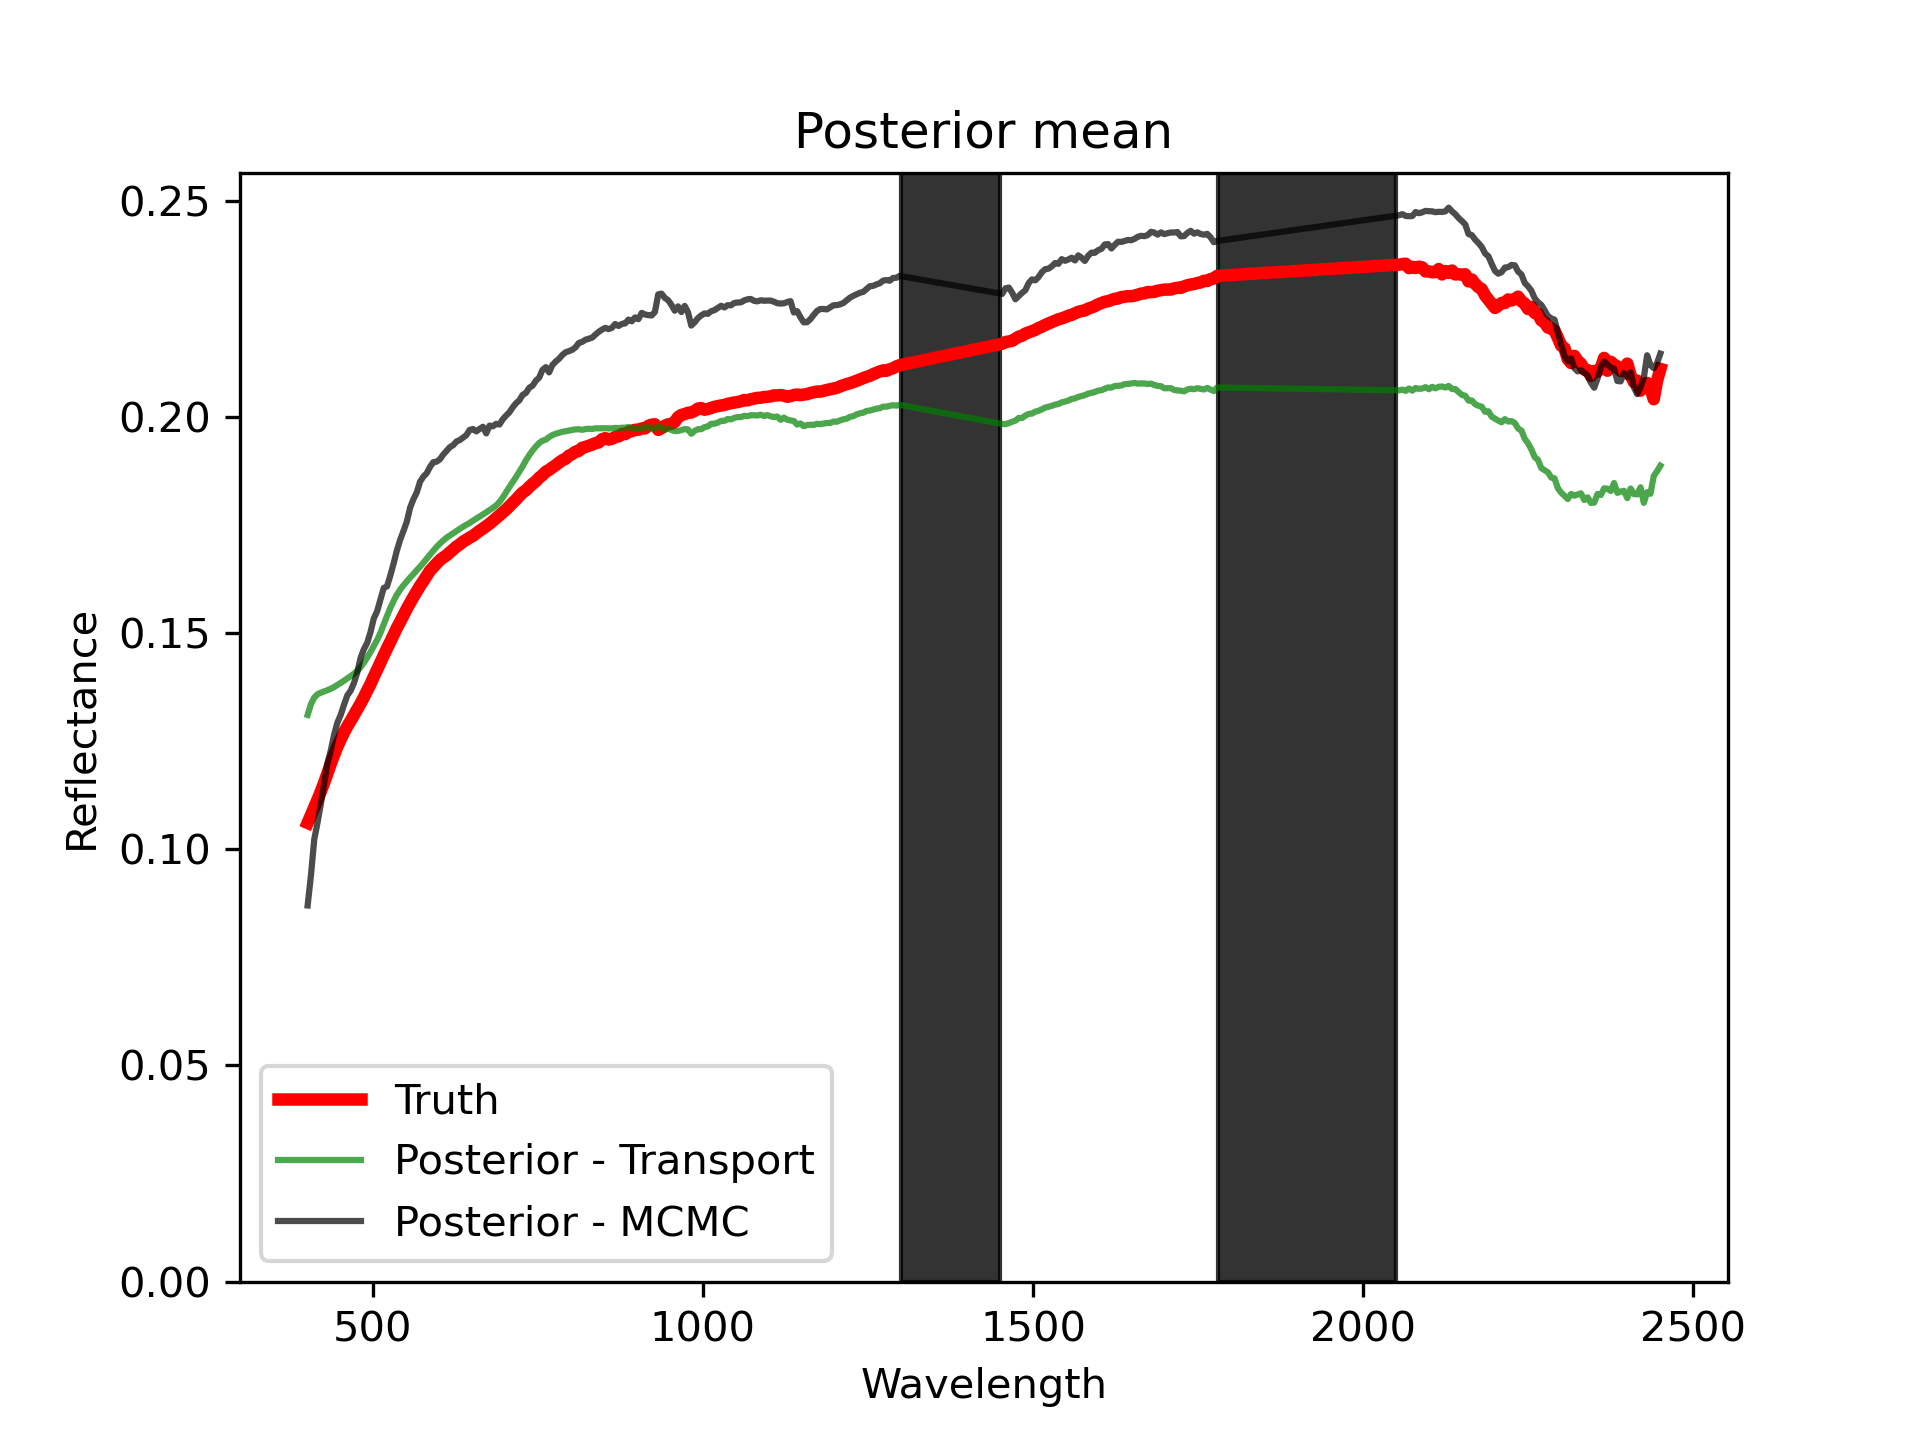 Posterior mean
0.25
0.20
0.15
0.10
0.05
0.00
Reflectance
Truth
Posterior - Transport
Posterior - MCMC
500 1000 1500 2000 2500
Wavelength